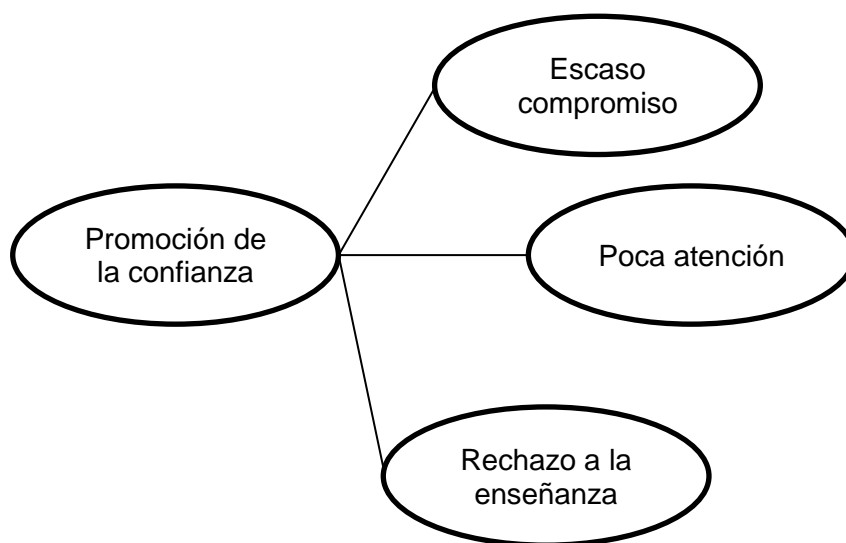 Escaso
compromiso
Promoción de
la confianza
Poca atención
Rechazo a la
enseñanza